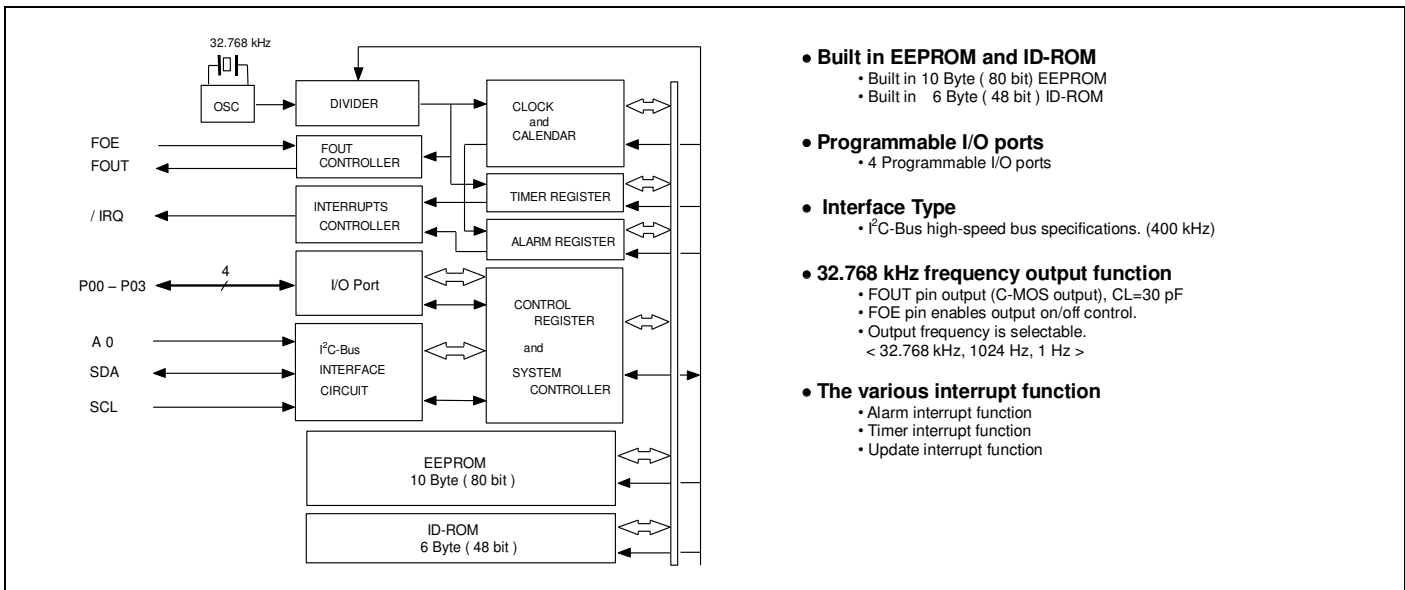 32.768 kHz
OSC
DIVIDER
CLOCK
and
CALENDAR
FOE
FOUT
FOUT
CONTROLLER
TIMER REGISTER
/ IRQ
INTERRUPTS
CONTROLLER
ALARM REGISTER
P00 – P03
4
I/O Port
CONTROL
REGISTER
and
SYSTEM
CONTROLLER
A 0
SDA
SCL
I²C-Bus
INTERFACE
CIRCUIT
EEPROM
10 Byte ( 80 bit )
ID-ROM
6 Byte ( 48 bit )
• Built in EEPROM and ID-ROM
• Built in 10 Byte ( 80 bit) EEPROM
• Built in 6 Byte ( 48 bit ) ID-ROM
• Programmable I/O ports
• 4 Programmable I/O ports
• Interface Type
• I²C-Bus high-speed bus specifications. (400 kHz)
• 32.768 kHz frequency output function
• FOUT pin output (C-MOS output), CL=30 pF
• FOE pin enables output on/off control.
• Output frequency is selectable.
< 32.768 kHz, 1024 Hz, 1 Hz >
• The various interrupt function
• Alarm interrupt function
• Timer interrupt function
• Update interrupt function